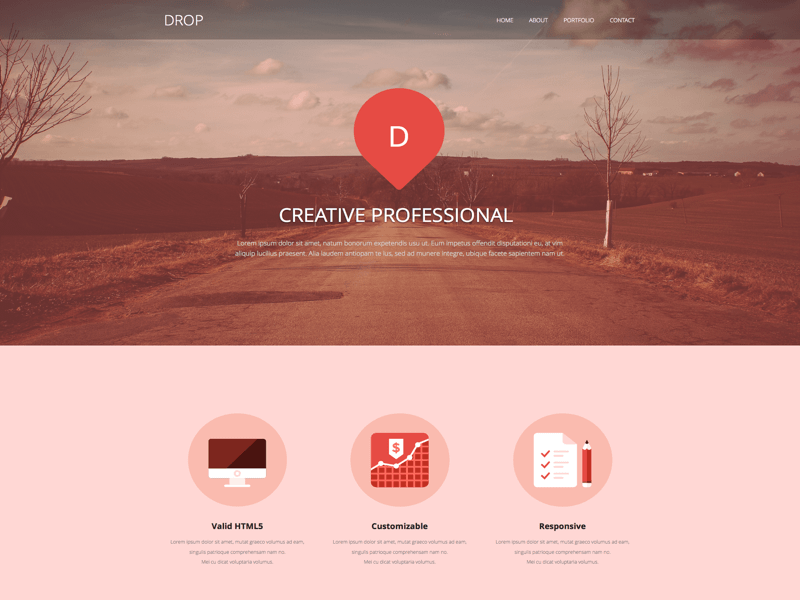 DROP
HOME ABOUT PORTFOLIO CONTACT
D
CREATIVE PROFESSIONAL
Lorem ipsum dolor sit amet, natum bonorum expetendis usu ut. Eum impetus offendit disputationi eu, at vim
aliquip lucilius praesent. Alia laudem antiopam te ius, sed ad munere integre, ubique facete sapientem nam ut.
$
Valid HTML5
Lorem ipsum dolor sit amet, mutat graeco volumus ad eam,
singulis patrioque comprehensam nam no.
Mei cu dicat voluptaria volumus.
Customizable
Lorem ipsum dolor sit amet, mutat graeco volumus ad eam,
singulis patrioque comprehensam nam no.
Mei cu dicat voluptaria volumus.
Responsive
Lorem ipsum dolor sit amet, mutat graeco volumus ad eam,
singulis patrioque comprehensam nam no.
Mei cu dicat voluptaria volumus.